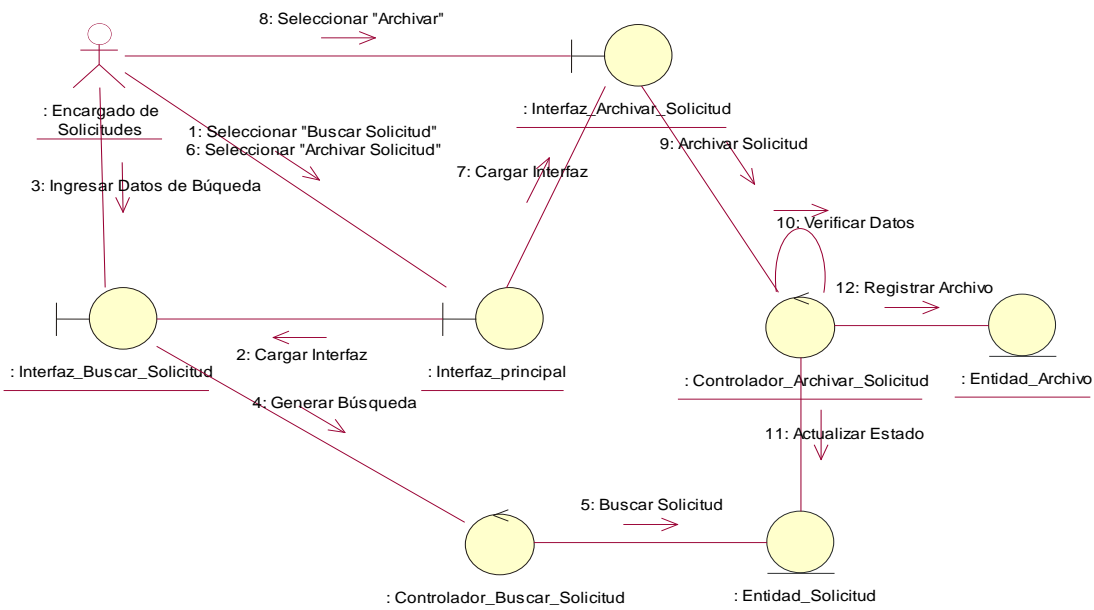 8: Seleccionar "Archivar"
: Encargado de
Solicitudes
: Interfaz_Archivar_Solicitud
1: Seleccionar "Buscar Solicitud"
6: Seleccionar "Archivar Solicitud"
9: Archivar Solicitud
7: Cargar Interfaz
3: Ingresar Datos de Búqueda
10: Verificar Datos
12: Registrar Archivo
2: Cargar Interfaz
: Interfaz_Buscar_Solicitud
: Interfaz_principal
: Controlador_Archivar_Solicitud
: Entidad_Archivo
4: Generar Búsqueda
11: Actualizar Estado
5: Buscar Solicitud
: Controlador_Buscar_Solicitud
: Entidad_Solicitud